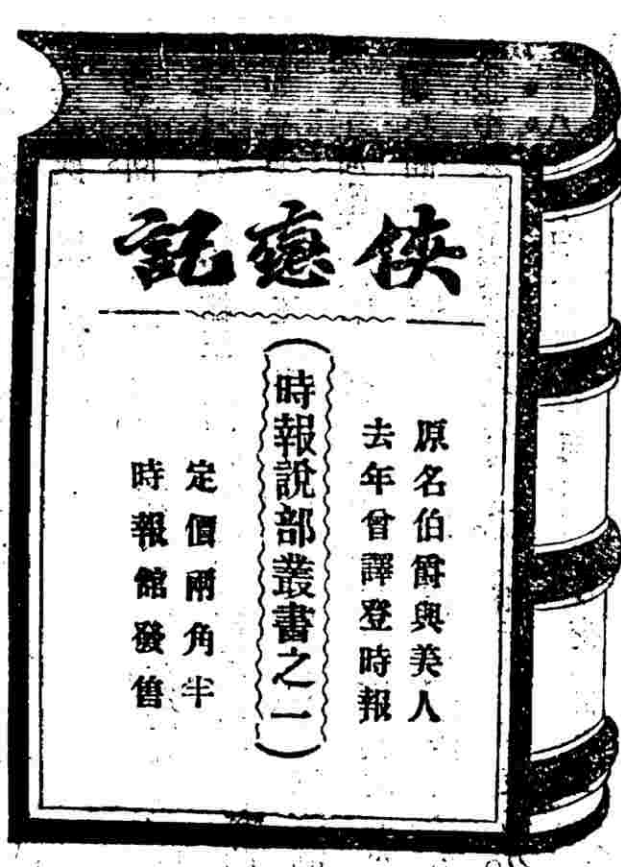 俠戀記
原名伯爵與美人
去年曾譯登時報
時報說部叢書之一
定價兩角半
時報館發售